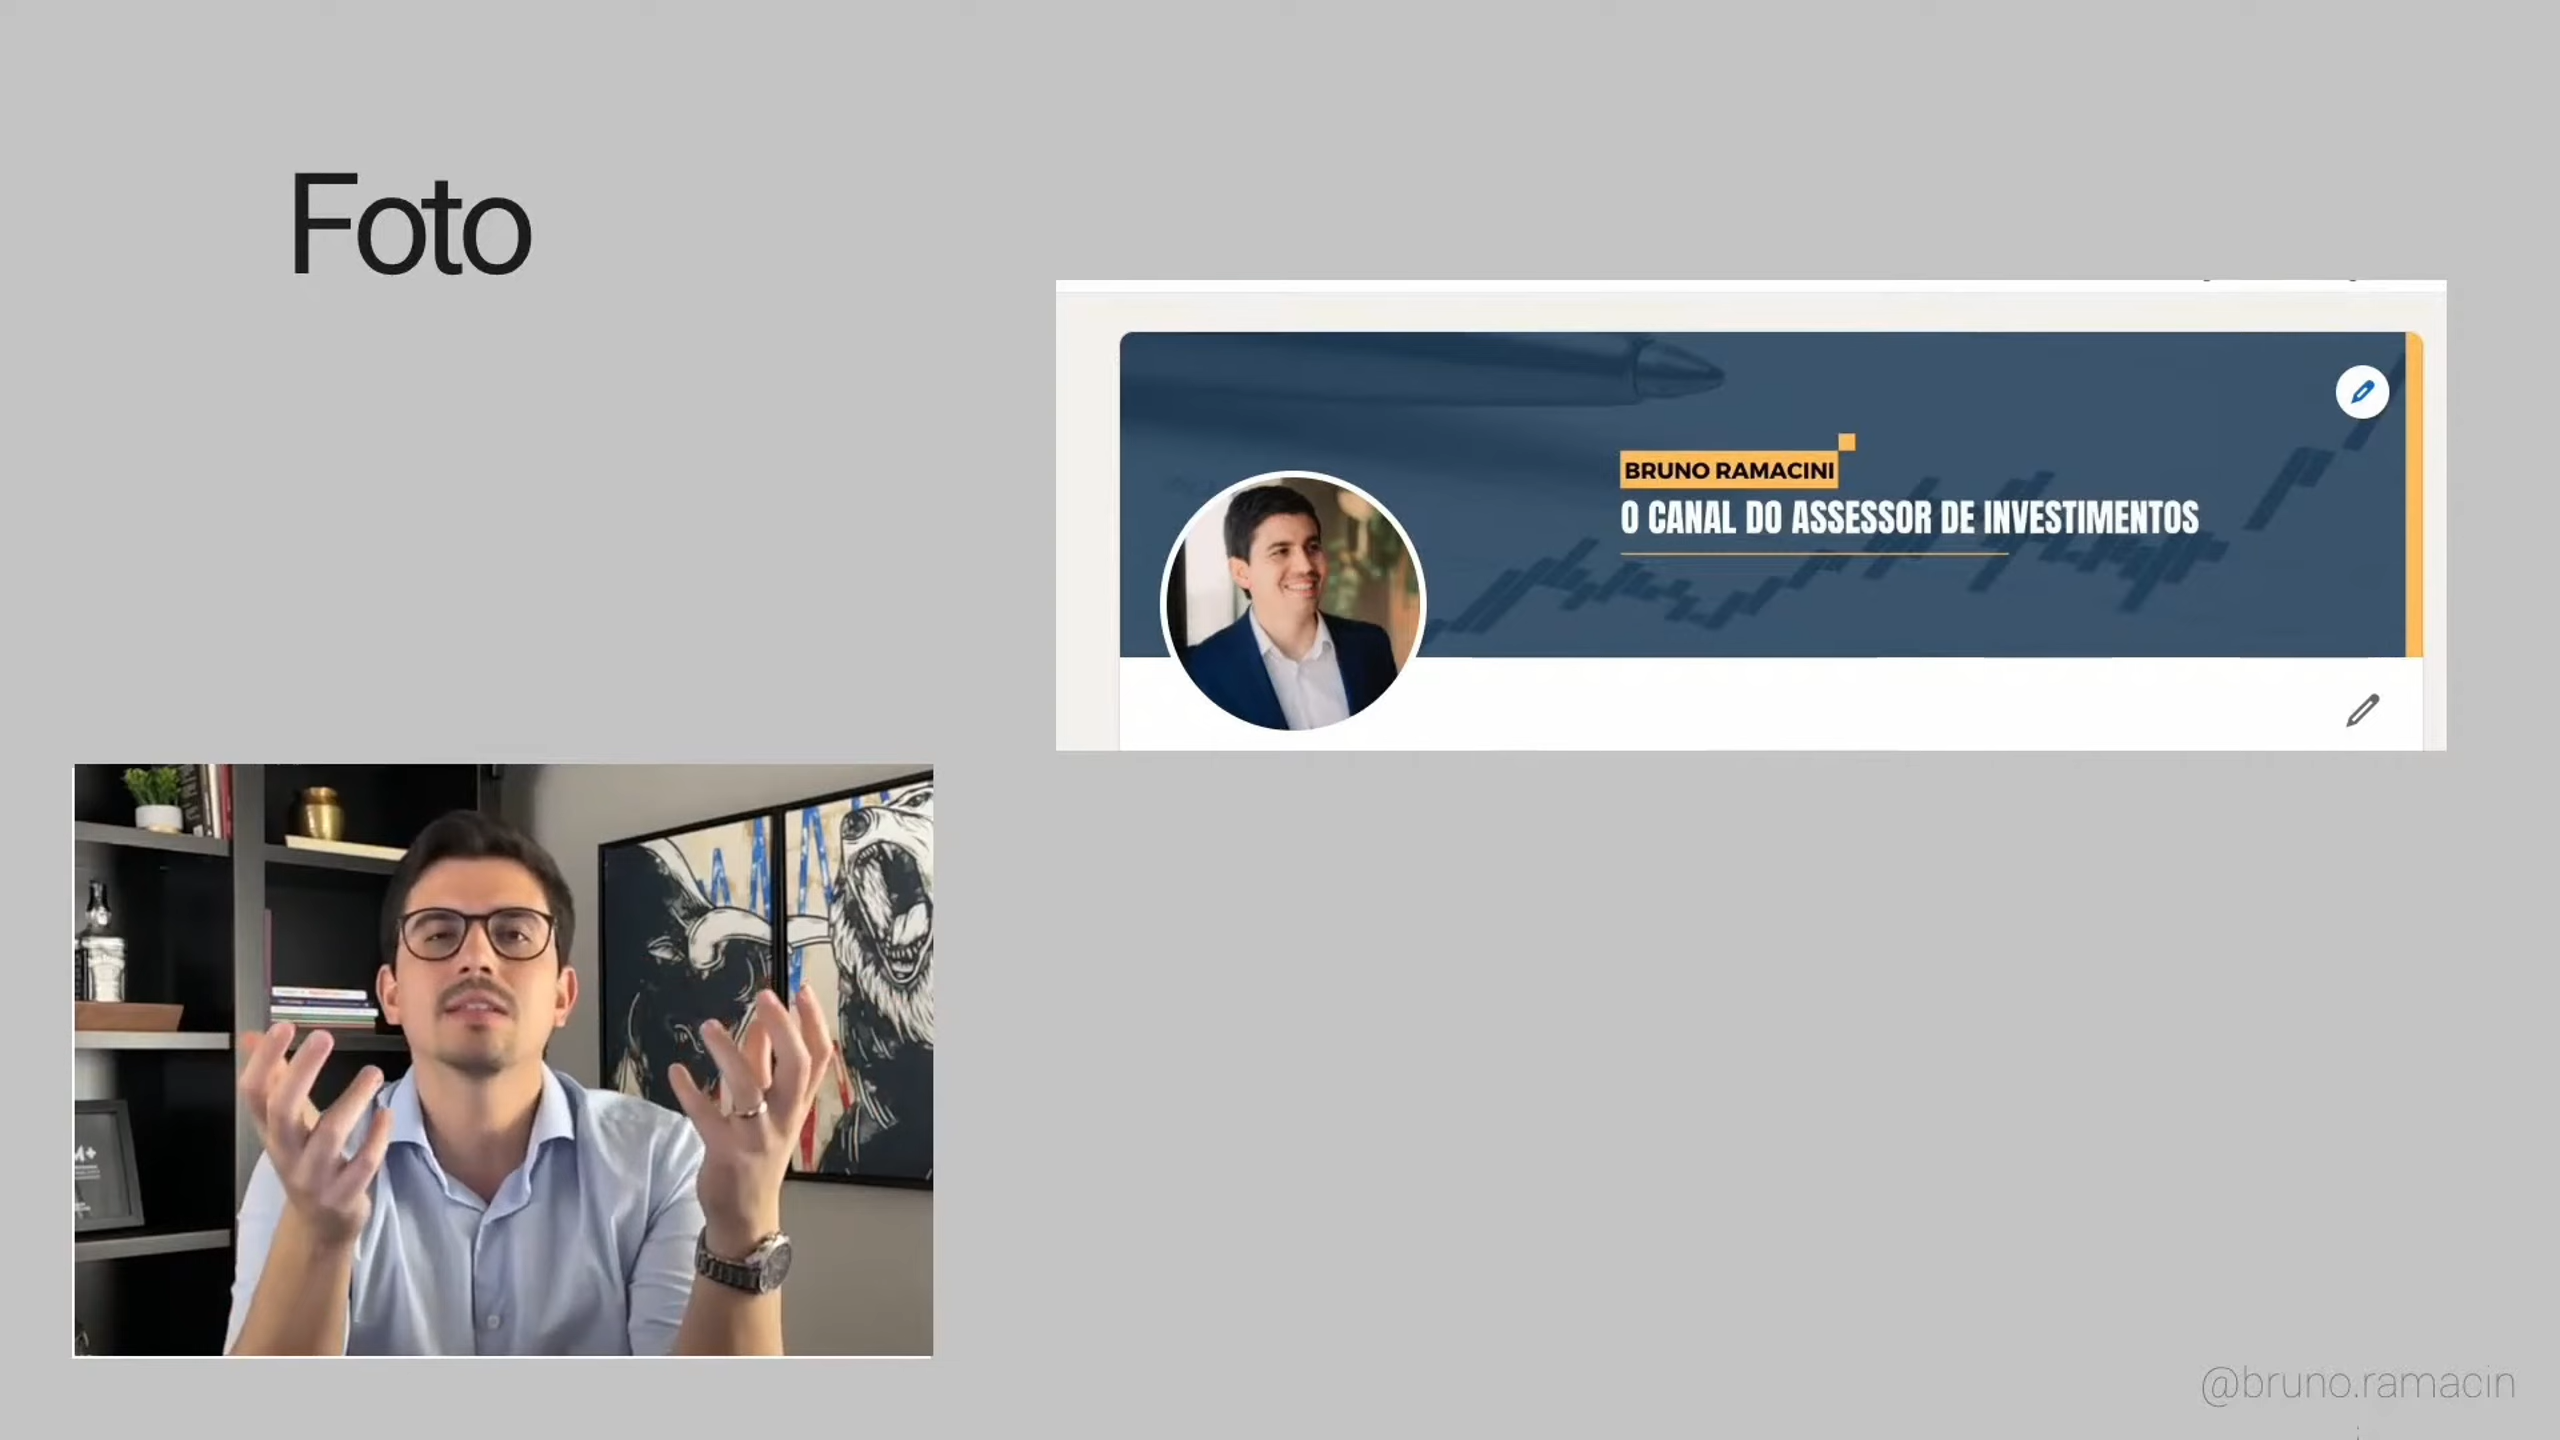 Foto
BRUNO RAMACINI
O CANAL DO ASSESSOR DE INVESTIMENTOS
M+
@bruno.ramacin